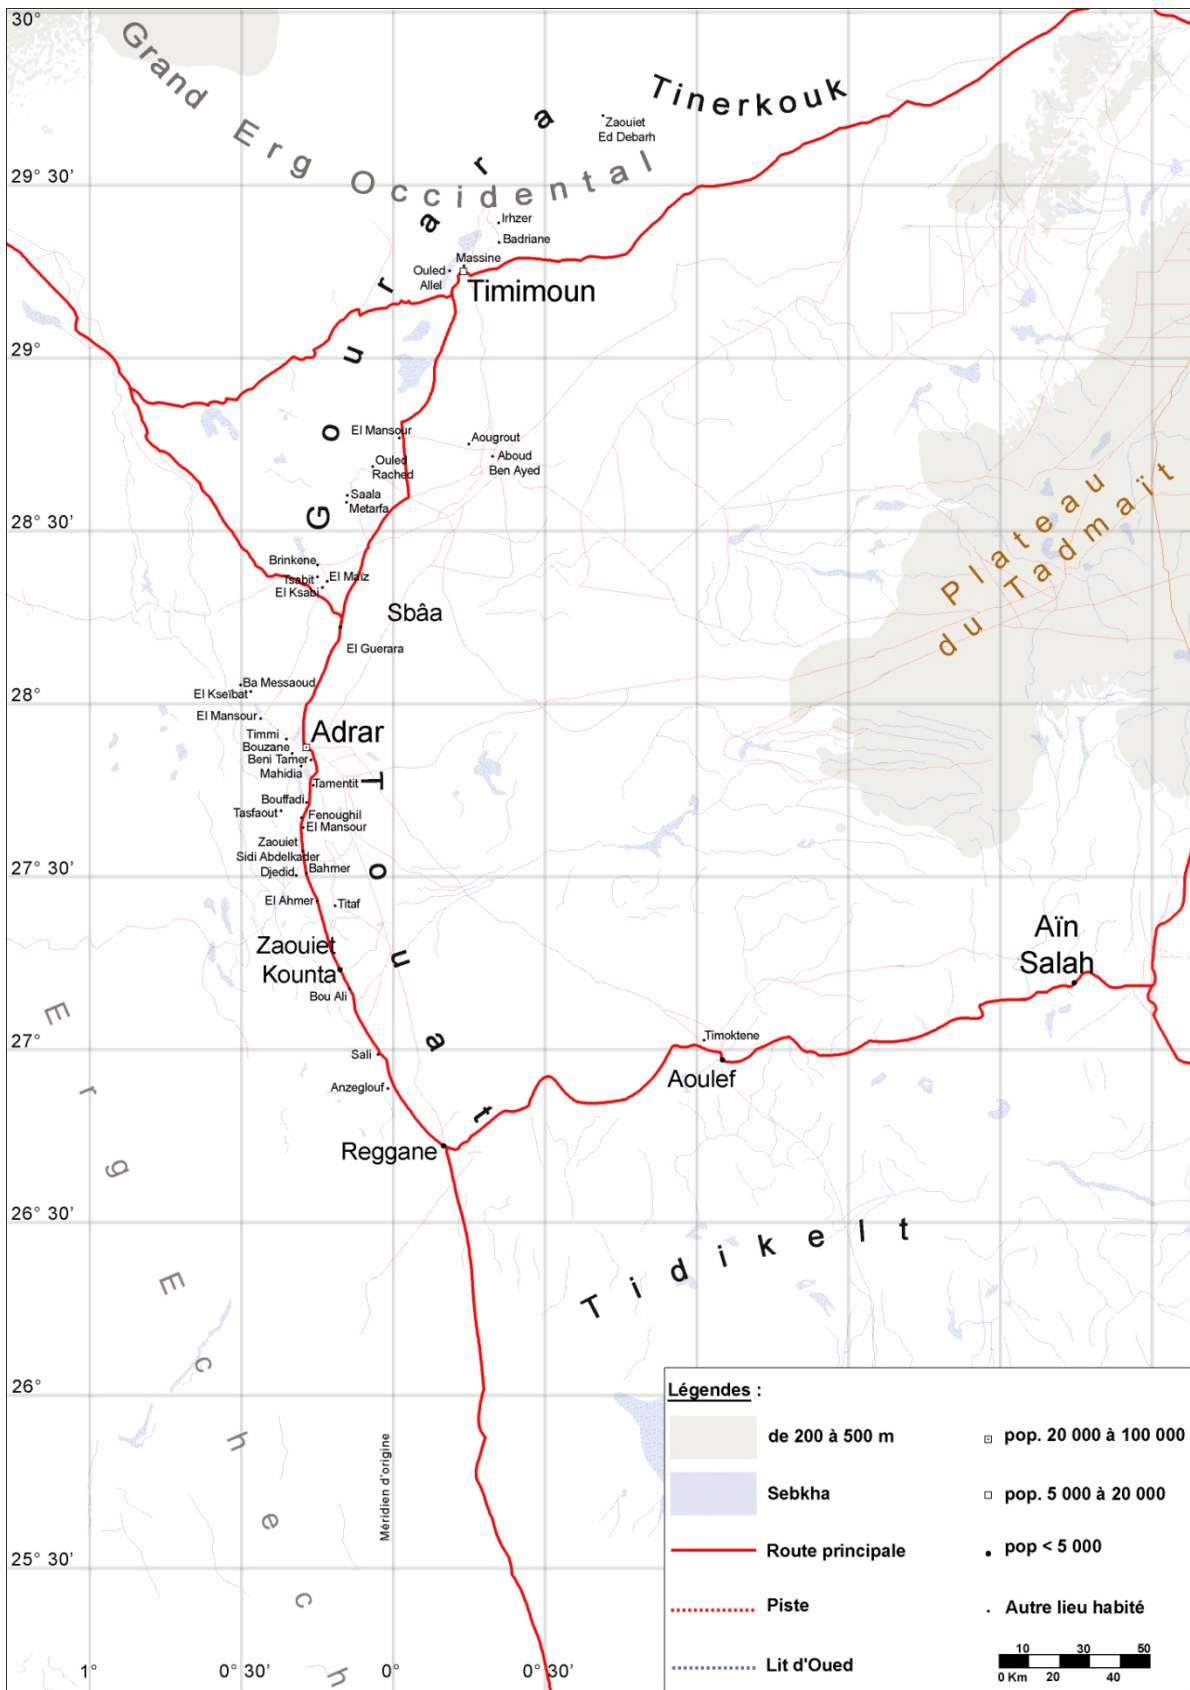 30°
Grand Erg Occidental
Tinerkouk
Zaouiet
Ed Debarh
29° 30'
Gourara
Irhzer
Badriane
Massine
Ouled
Allel
Timimoun
29°
El Mansour
Aougrout
Aboud
Ben Ayed
Ouled
Rached
Saala
Metarfa
28° 30'
Plateau
du Tadmaït
Brinkene
Tsabit
El Maïz
El Ksabi
Sbâa
El Guerara
28°
Ba Messaoud
El Kseïbat
El Mansour
Timmi
Adrar
Bouzane
Beni Tamer
Mahidia
Tamentit
Touat
Bouffadi
Tasfaout
Fenoughil
El Mansour
Zaouiet
Sidi Abdelkader
27° 30'
Djedid
Bahmer
El Ahmer
Titaf
Zaouiet
Kounta
Bou Ali
Aïn
Salah
27°
Sali
Timoktene
Aoulef
Anzeglouf
Reggane
Erg Echech
26° 30'
Tidikelt
26°
Méridien d'origine
25° 30'
1°
0° 30'
0°
0° 30'
Légendes :
de 200 à 500 m
Sebkha
Route principale
Piste
Lit d'Oued
pop. 20 000 à 100 000
pop. 5 000 à 20 000
pop < 5 000
Autre lieu habité
10 30 50
0 Km 20 40